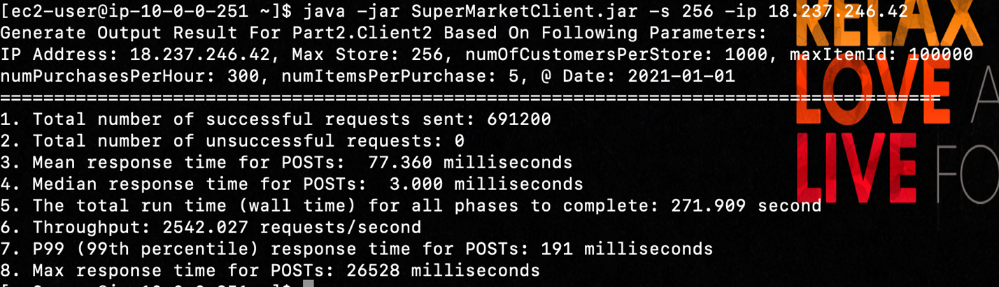 [ec2-user@ip-10-0-0-251 ~]$ java -jar SuperMarketClient.jar -s 256 -ip 18.237.246.42
Generate Output Result For Part2.Client2 Based On Following Parameters:
IP Address: 18.237.246.42, Max Store: 256, numOfCustomersPerStore: 1000, maxItemId: 100000
numPurchasesPerHour: 300, numItemsPerPurchase: 5, @ Date: 2021-01-01
=======================================================================================
1. Total number of successful requests sent: 691200
2. Total number of unsuccessful requests: 0
3. Mean response time for POSTs:  77.360 milliseconds
4. Median response time for POSTs:  3.000 milliseconds
5. The total run time (wall time) for all phases to complete: 271.909 second
6. Throughput: 2542.027 requests/second
7. P99 (99th percentile) response time for POSTs: 191 milliseconds
8. Max response time for POSTs: 26528 milliseconds
RELAX
LOVE A
LIVE FO